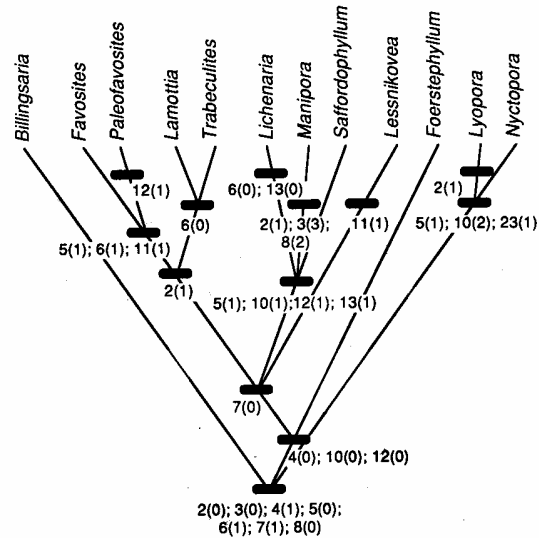 Billingsaria
Favosites
Paleofavosites
Lamottia
Trabeculites
Lichenaria
Manipora
Saffordophyllum
Lessnikovea
Foerstephyllum
Lyopora
Nyctopora
12(1)
6(0); 13(0)
2(1)
6(0)
2(1); 3(3);
8(2)
11(1)
5(1); 10(2); 23(1)
5(1); 6(1); 11(1)
2(1)
5(1); 10(1);12(1); 13(1)
7(0)
4(0); 10(0); 12(0)
2(0); 3(0); 4(1); 5(0);
6(1); 7(1); 8(0)